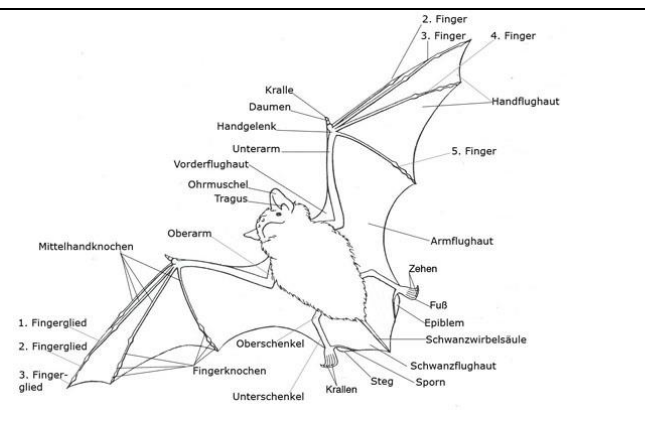 2. Finger
3. Finger
4. Finger
Kralle
Daumen
Handflughaut
Handgelenk
Unterarm
5. Finger
Vorderflughaut
Ohrmuschel
Tragus
Oberarm
Armflughaut
Mittelhandknochen
Zehen
Fuß
Epiblem
1. Fingerglied
2. Fingerglied
3. Finger-
glied
Oberschenkel
Schwanzwirbelsäule
Fingerknochen
Schwanzflughaut
Steg
Sporn
Krallen
Unterschenkel